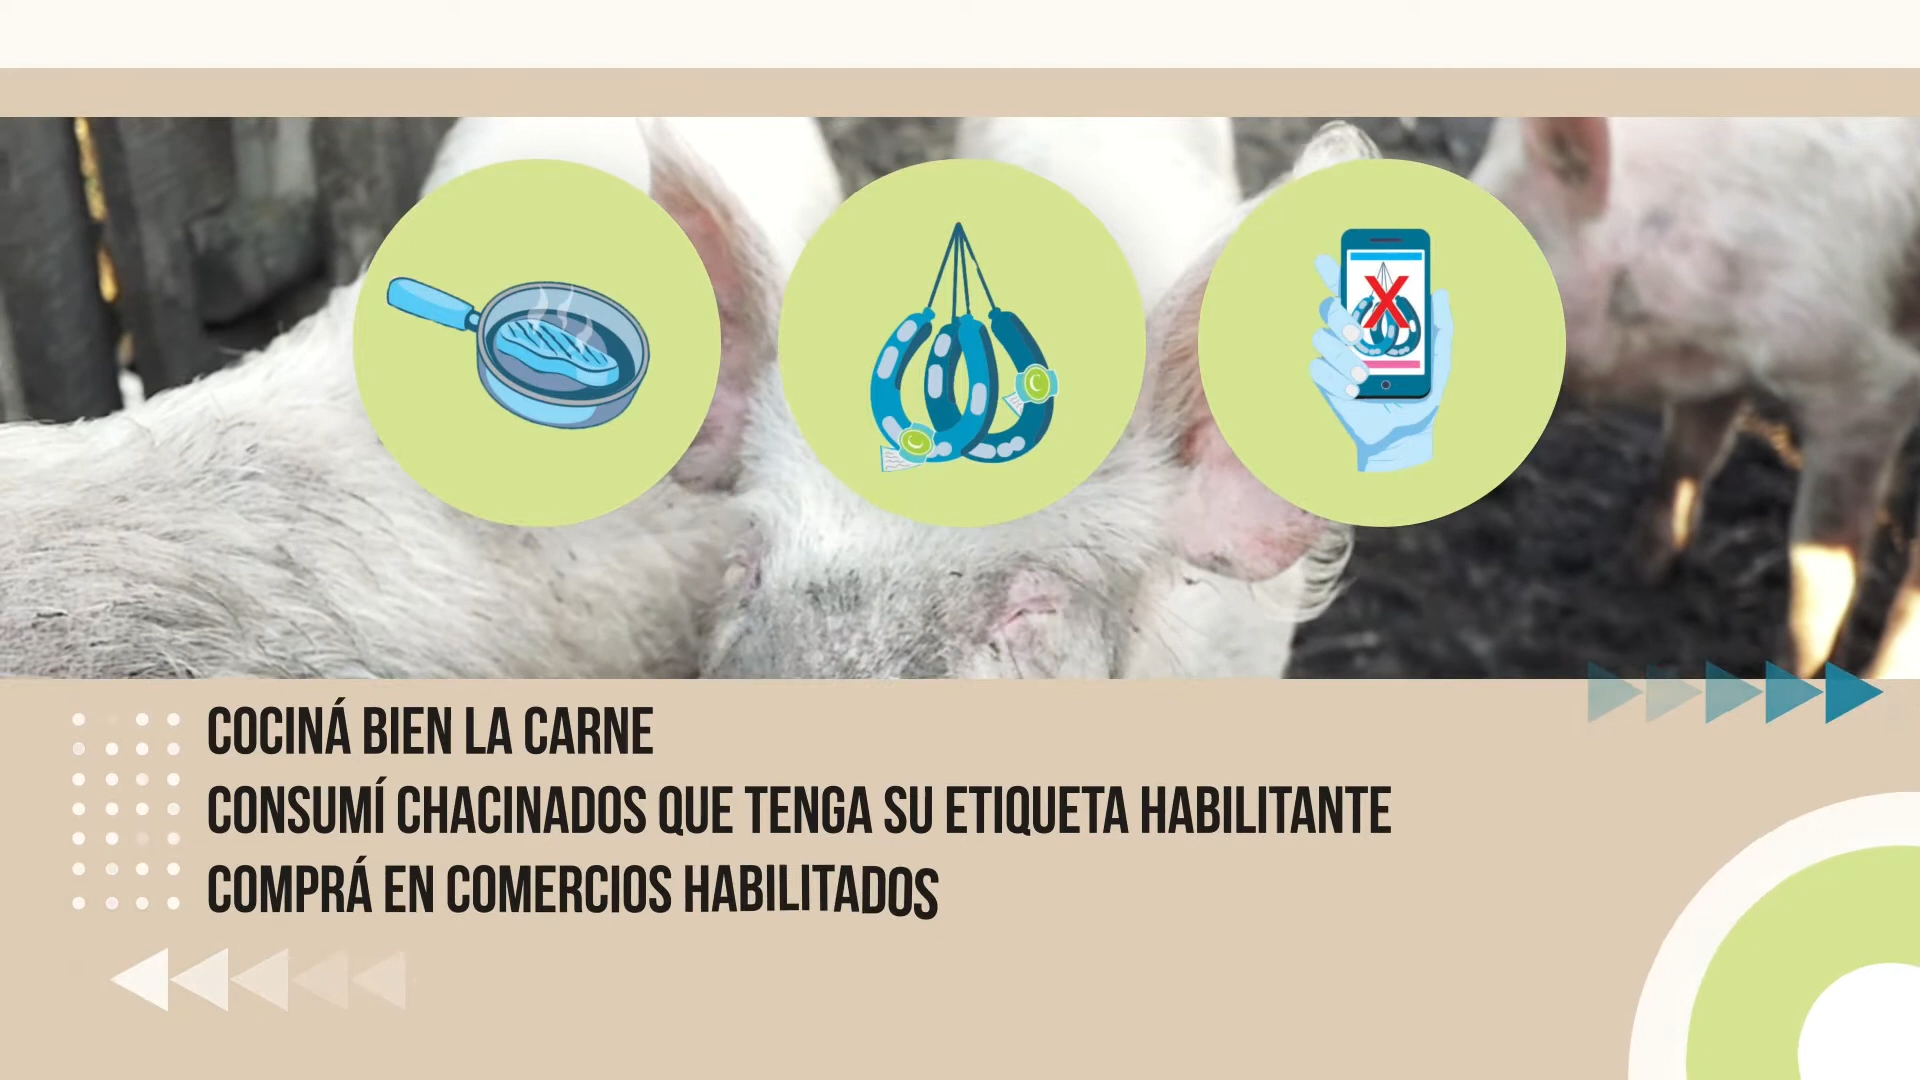 COCINÁ BIEN LA CARNE
CONSUMÍ CHACINADOS QUE TENGA SU ETIQUETA HABILITANTE
COMPRÁ EN COMERCIOS HABILITADOS